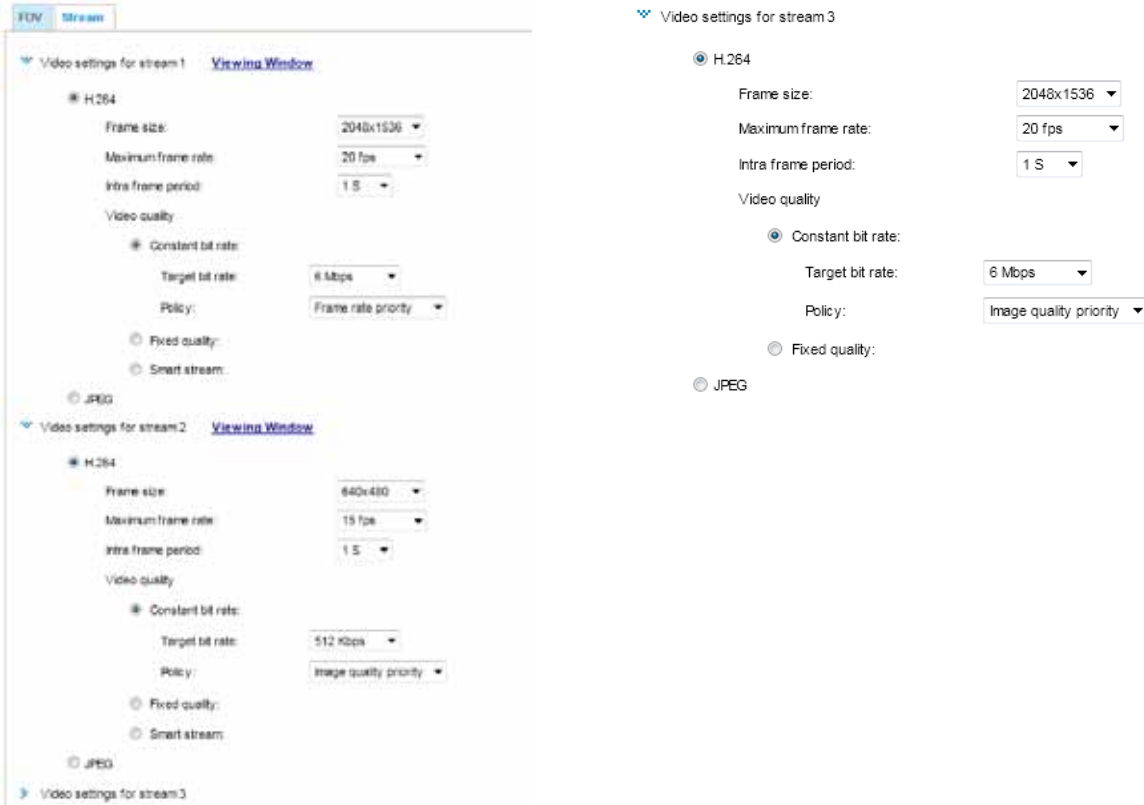 FOV Stream
Video settings for stream 1 Viewing Window
H.264
Frame size: 2048x1536
Maximum frame rate: 20 fps
Intra frame period: 1 S
Video quality
Constant bit rate:
Target bit rate: 6 Mbps
Policy: Frame rate priority
Fixed quality:
Smart stream:
JPEG
Video settings for stream 2 Viewing Window
H.264
Frame size: 640x480
Maximum frame rate: 15 fps
Intra frame period: 1 S
Video quality
Constant bit rate:
Target bit rate: 512 Kbps
Policy: Image quality priority
Fixed quality:
Smart stream:
JPEG
Video settings for stream 3
Video settings for stream 3
H.264
Frame size: 2048x1536
Maximum frame rate: 20 fps
Intra frame period: 1 S
Video quality
Constant bit rate:
Target bit rate: 6 Mbps
Policy: Image quality priority
Fixed quality:
JPEG